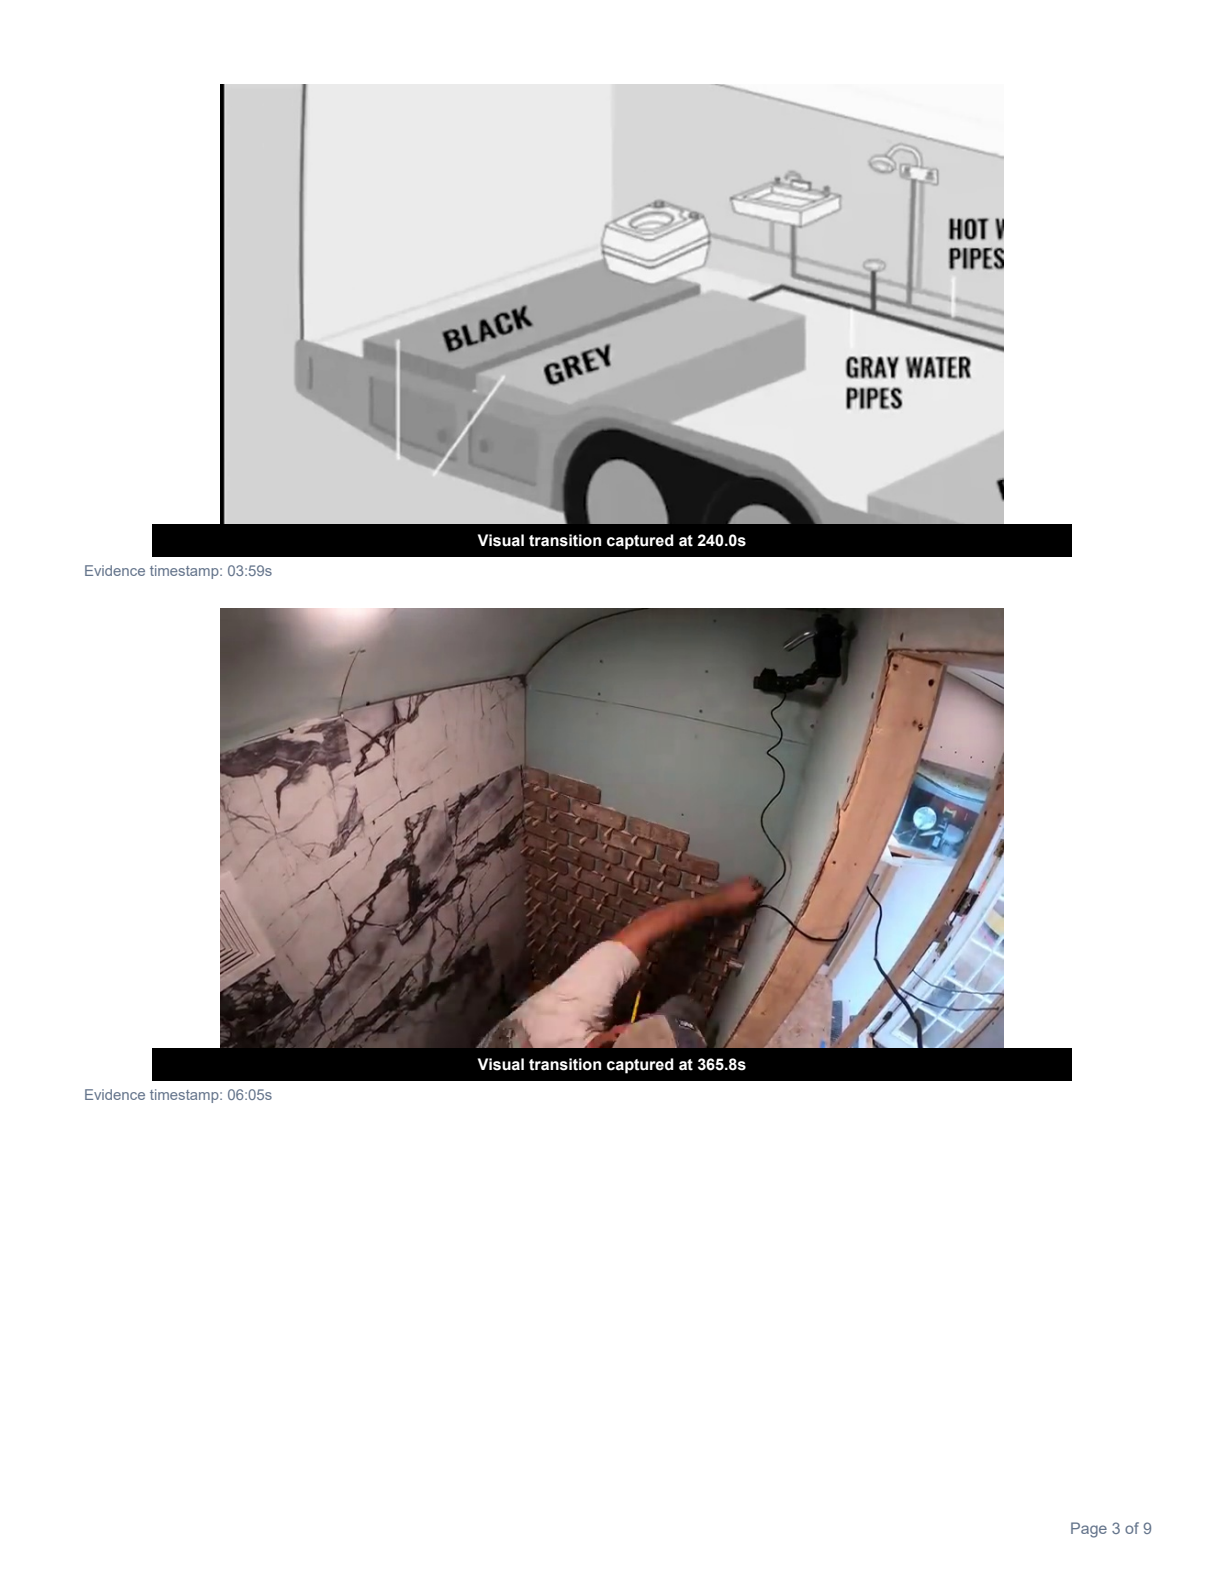 HOT W
PIPES
BLACK
GREY
GRAY WATER
PIPES
Visual transition captured at 240.0s
Evidence timestamp: 03:59s
Visual transition captured at 365.8s
Evidence timestamp: 06:05s
Page 3 of 9